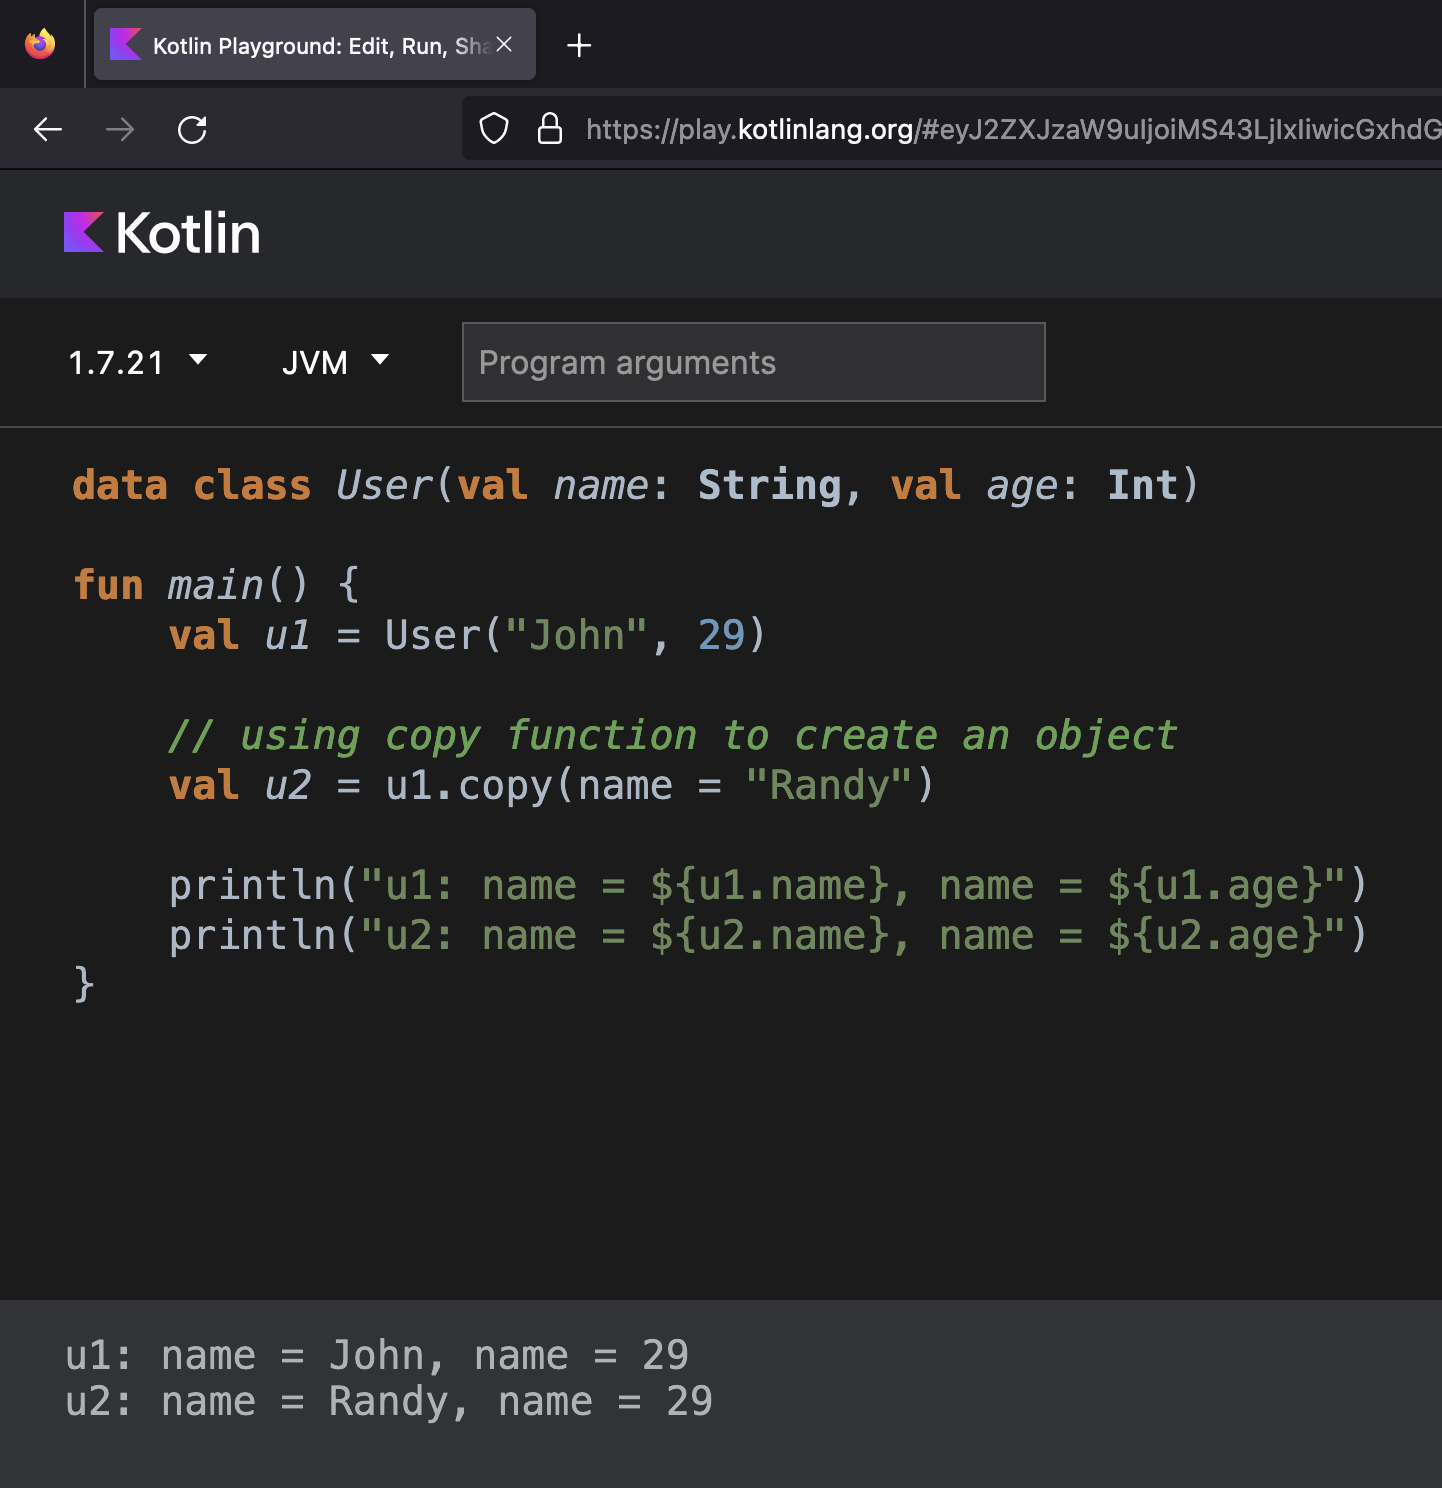 Kotlin Playground: Edit, Run, Sha
https://play.kotlinlang.org/#eyJ2ZXJzaW9uIjoiMS43LjIxIiwicGxhdG
Kotlin
1.7.21 JVM Program arguments
data class User(val name: String, val age: Int)
fun main() {
    val u1 = User("John", 29)
    // using copy function to create an object
    val u2 = u1.copy(name = "Randy")
    println("u1: name = ${u1.name}, name = ${u1.age}")
    println("u2: name = ${u2.name}, name = ${u2.age}")
}
u1: name = John, name = 29
u2: name = Randy, name = 29